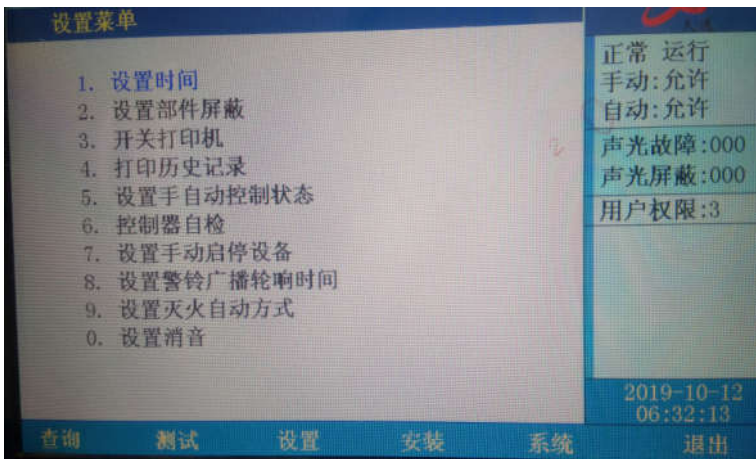 设置菜单
1. 设置时间
2. 设置部件屏蔽
3. 开关打印机
4. 打印历史记录
5. 设置手自动控制状态
6. 控制器自检
7. 设置手动启停设备
8. 设置警铃广播轮响时间
9. 设置灭火自动方式
0. 设置消音
正常 运行
手动:允许
自动:允许
声光故障:000
声光屏蔽:000
用户权限:3
2019-10-12
06:32:13
查询 测试 设置 安装 系统 退出